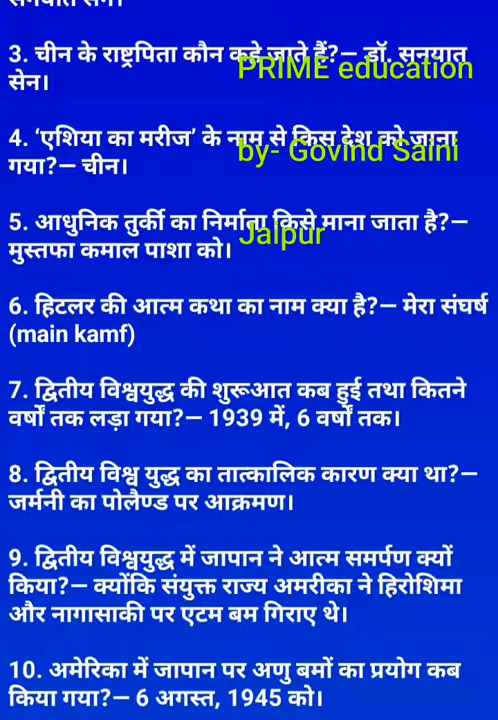 3. चीन के राष्ट्रपिता कौन कहे जाते हैं?— डॉ. सनयात
सेन।
PRIME education
4. ‘एशिया का मरीज’ के नाम से किस देश को जाना
गया?— चीन।
by- Govind Saini
5. आधुनिक तुर्की का निर्माता किसे माना जाता है?—
मुस्तफा कमाल पाशा को।
Jaipur
6. हिटलर की आत्म कथा का नाम क्या है?— मेरा संघर्ष
(main kamf)
7. द्वितीय विश्वयुद्ध की शुरूआत कब हुई तथा कितने
वर्षों तक लड़ा गया?— 1939 में, 6 वर्षों तक।
8. द्वितीय विश्व युद्ध का तात्कालिक कारण क्या था?—
जर्मनी का पोलैण्ड पर आक्रमण।
9. द्वितीय विश्वयुद्ध में जापान ने आत्म समर्पण क्यों
किया?— क्योंकि संयुक्त राज्य अमरीका ने हिरोशिमा
और नागासाकी पर एटम बम गिराए थे।
10. अमेरिका में जापान पर अणु बमों का प्रयोग कब
किया गया?— 6 अगस्त, 1945 को।